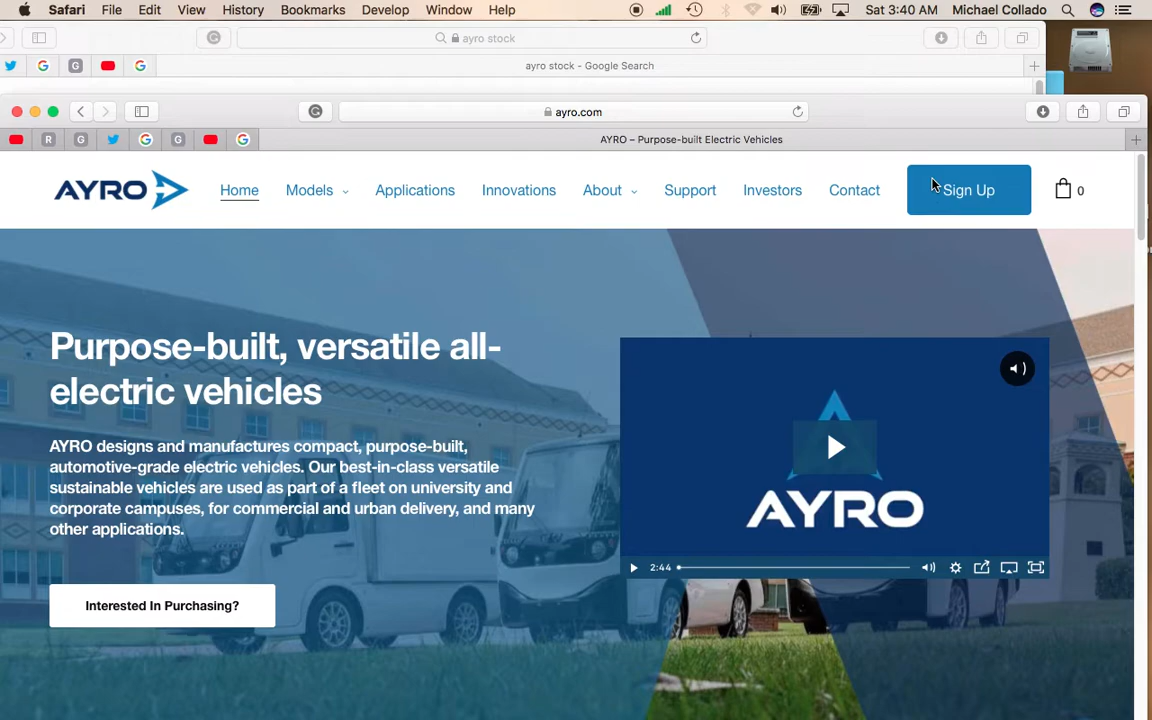 Safari File Edit View History Bookmarks Develop Window Help Sat 3:40 AM Michael Collado
ayro stock
ayro stock - Google Search
ayro.com
AYRO – Purpose-built Electric Vehicles
AYRO Home Models Applications Innovations About Support Investors Contact Sign Up 0
Purpose-built, versatile all-
electric vehicles
AYRO designs and manufactures compact, purpose-built,
automotive-grade electric vehicles. Our best-in-class versatile
sustainable vehicles are used as part of a fleet on university and
corporate campuses, for commercial and urban delivery, and many
other applications.
Interested In Purchasing?
AYRO
2:44